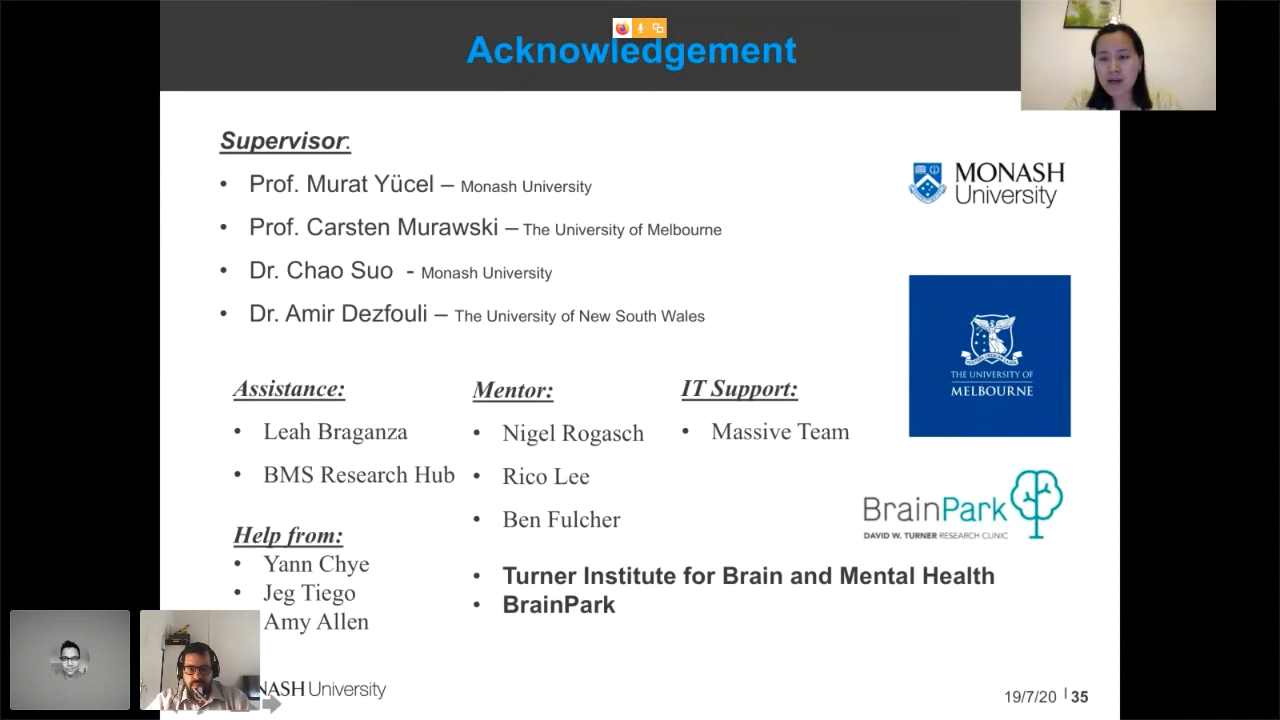 Acknowledgement
Supervisor:
• Prof. Murat Yücel – Monash University
• Prof. Carsten Murawski – The University of Melbourne
• Dr. Chao Suo - Monash University
• Dr. Amir Dezfouli – The University of New South Wales
MONASH
University
THE UNIVERSITY OF
MELBOURNE
Assistance:
• Leah Braganza
• BMS Research Hub
Mentor:
• Nigel Rogasch
• Rico Lee
• Ben Fulcher
IT Support:
• Massive Team
BrainPark
DAVID W. TURNER RESEARCH CLINIC
Help from:
• Yann Chye
• Jeg Tiego
Amy Allen
• Turner Institute for Brain and Mental Health
• BrainPark
NASH University
19/7/20 | 35